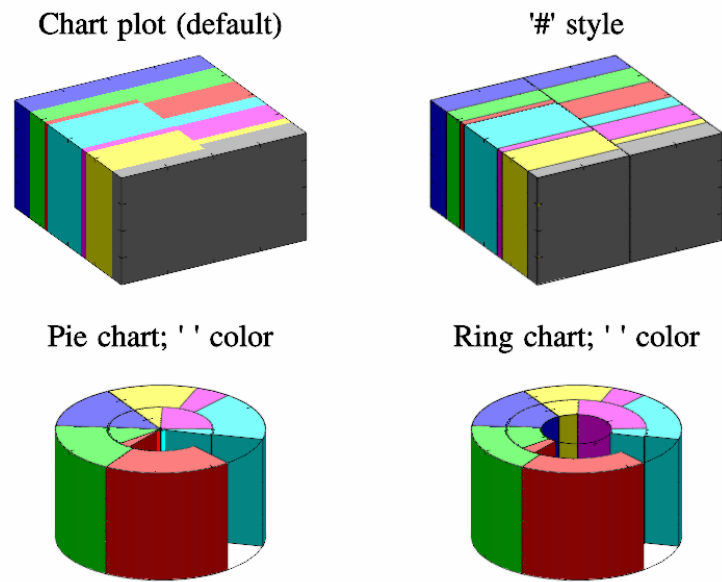 Chart plot (default)
'#' style
Pie chart; ' ' color
Ring chart; ' ' color